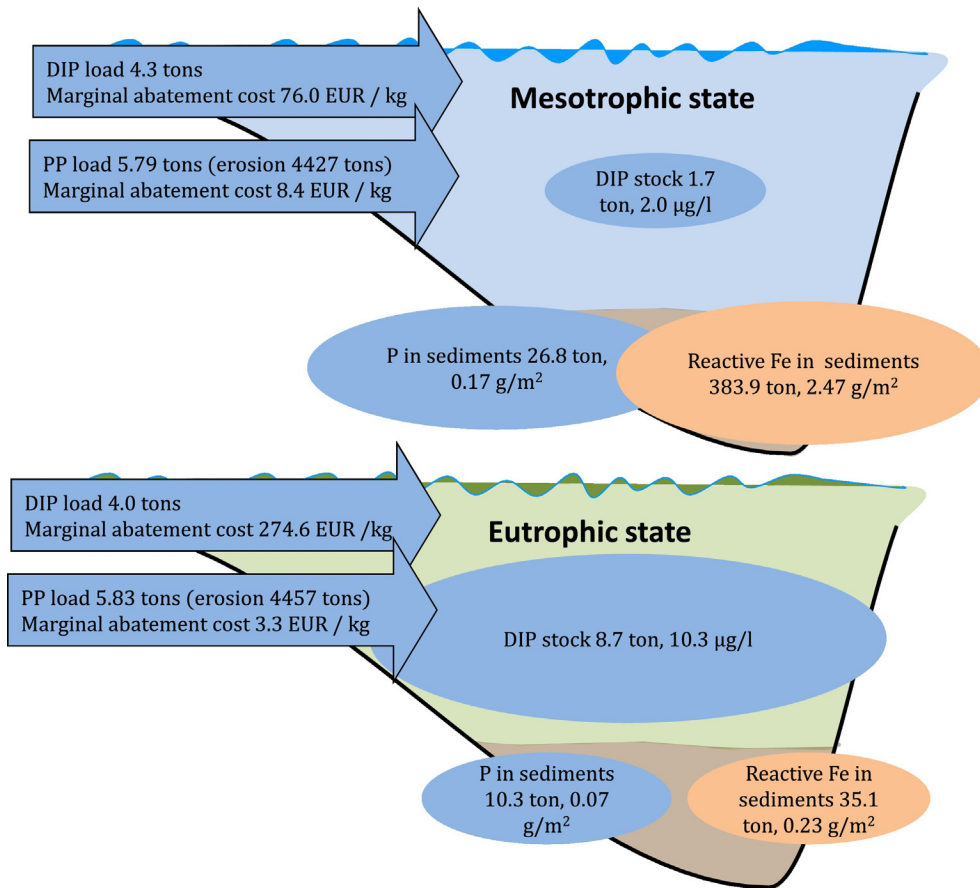 DIP load 4.3 tons
Marginal abatement cost 76.0 EUR / kg
Mesotrophic state
PP load 5.79 tons (erosion 4427 tons)
Marginal abatement cost 8.4 EUR / kg
DIP stock 1.7
ton, 2.0 µg/l
P in sediments 26.8 ton,
0.17 g/m²
Reactive Fe in sediments
383.9 ton, 2.47 g/m²
DIP load 4.0 tons
Marginal abatement cost 274.6 EUR /kg
Eutrophic state
PP load 5.83 tons (erosion 4457 tons)
Marginal abatement cost 3.3 EUR / kg
DIP stock 8.7 ton, 10.3 µg/l
P in sediments
10.3 ton, 0.07
g/m²
Reactive Fe in
sediments 35.1
ton, 0.23 g/m²